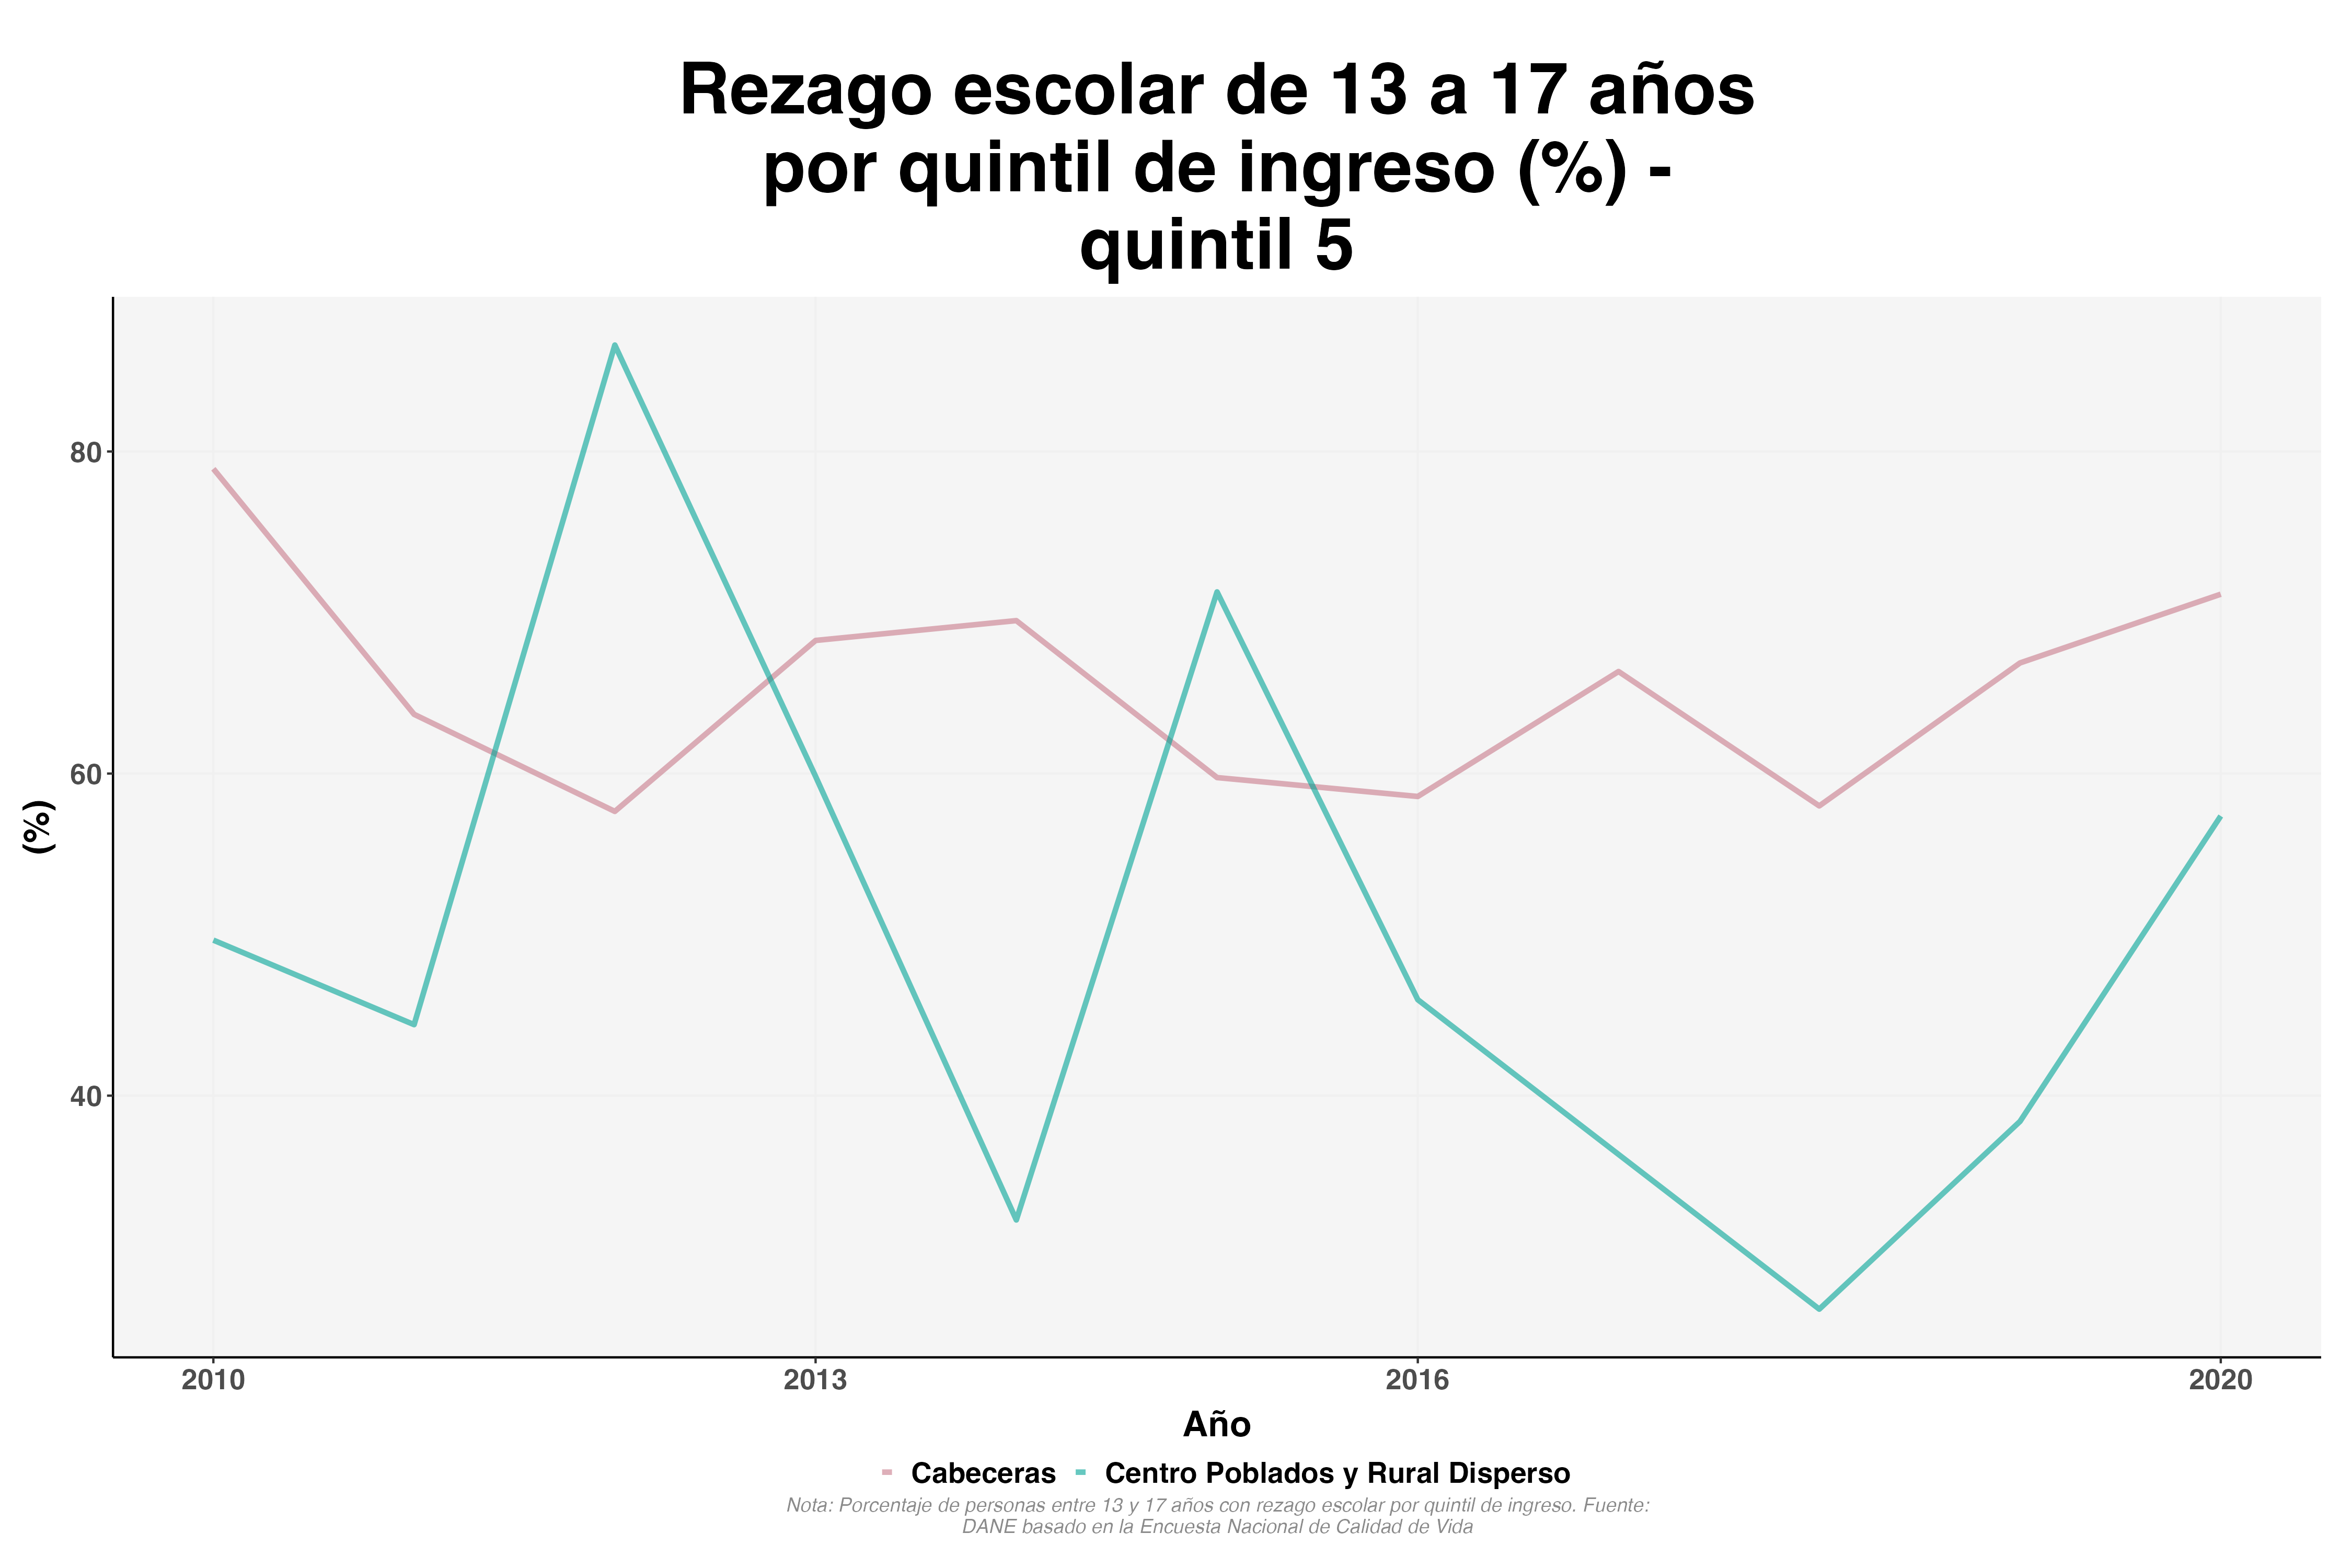 Rezago escolar de 13 a 17 años
por quintil de ingreso (%) -
quintil 5
(%)
80
60
40
2010 2013 2016 2020
Año
Cabeceras Centro Poblados y Rural Disperso
Nota: Porcentaje de personas entre 13 y 17 años con rezago escolar por quintil de ingreso. Fuente:
DANE basado en la Encuesta Nacional de Calidad de Vida